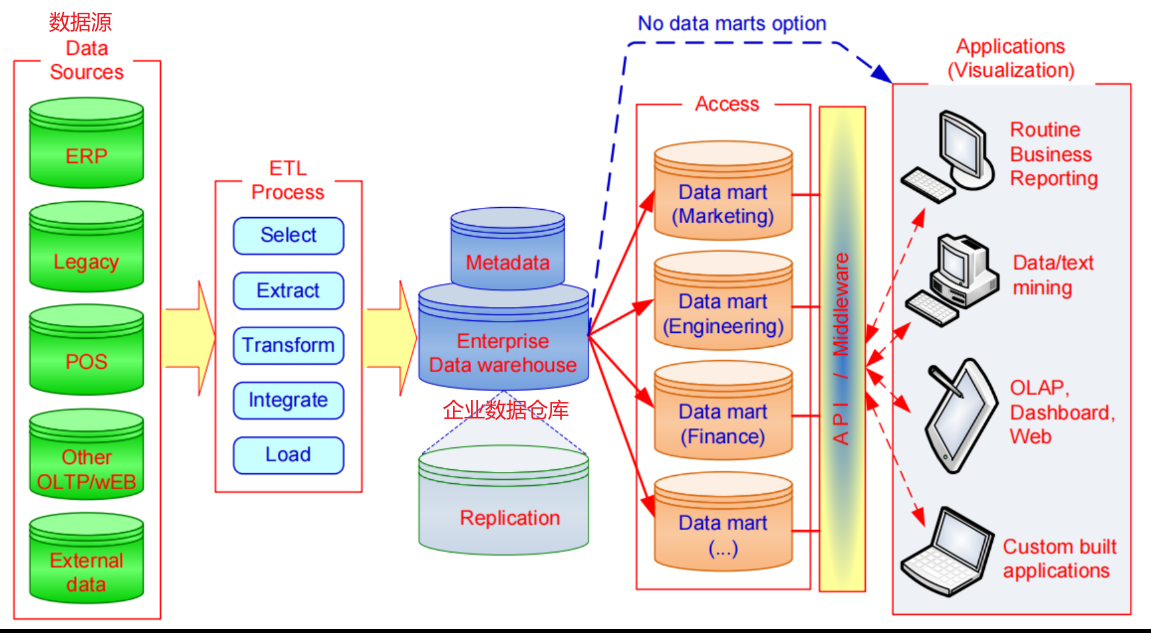 数据源
Data
Sources
ERP
Legacy
POS
Other
OLTP/wEB
External
data
ETL
Process
Select
Extract
Transform
Integrate
Load
Metadata
Enterprise
Data warehouse
企业数据仓库
Replication
No data marts option
Access
Data mart
(Marketing)
Data mart
(Engineering)
Data mart
(Finance)
Data mart
(...)
API / Middleware
Applications
(Visualization)
Routine
Business
Reporting
Data/text
mining
OLAP,
Dashboard,
Web
Custom built
applications